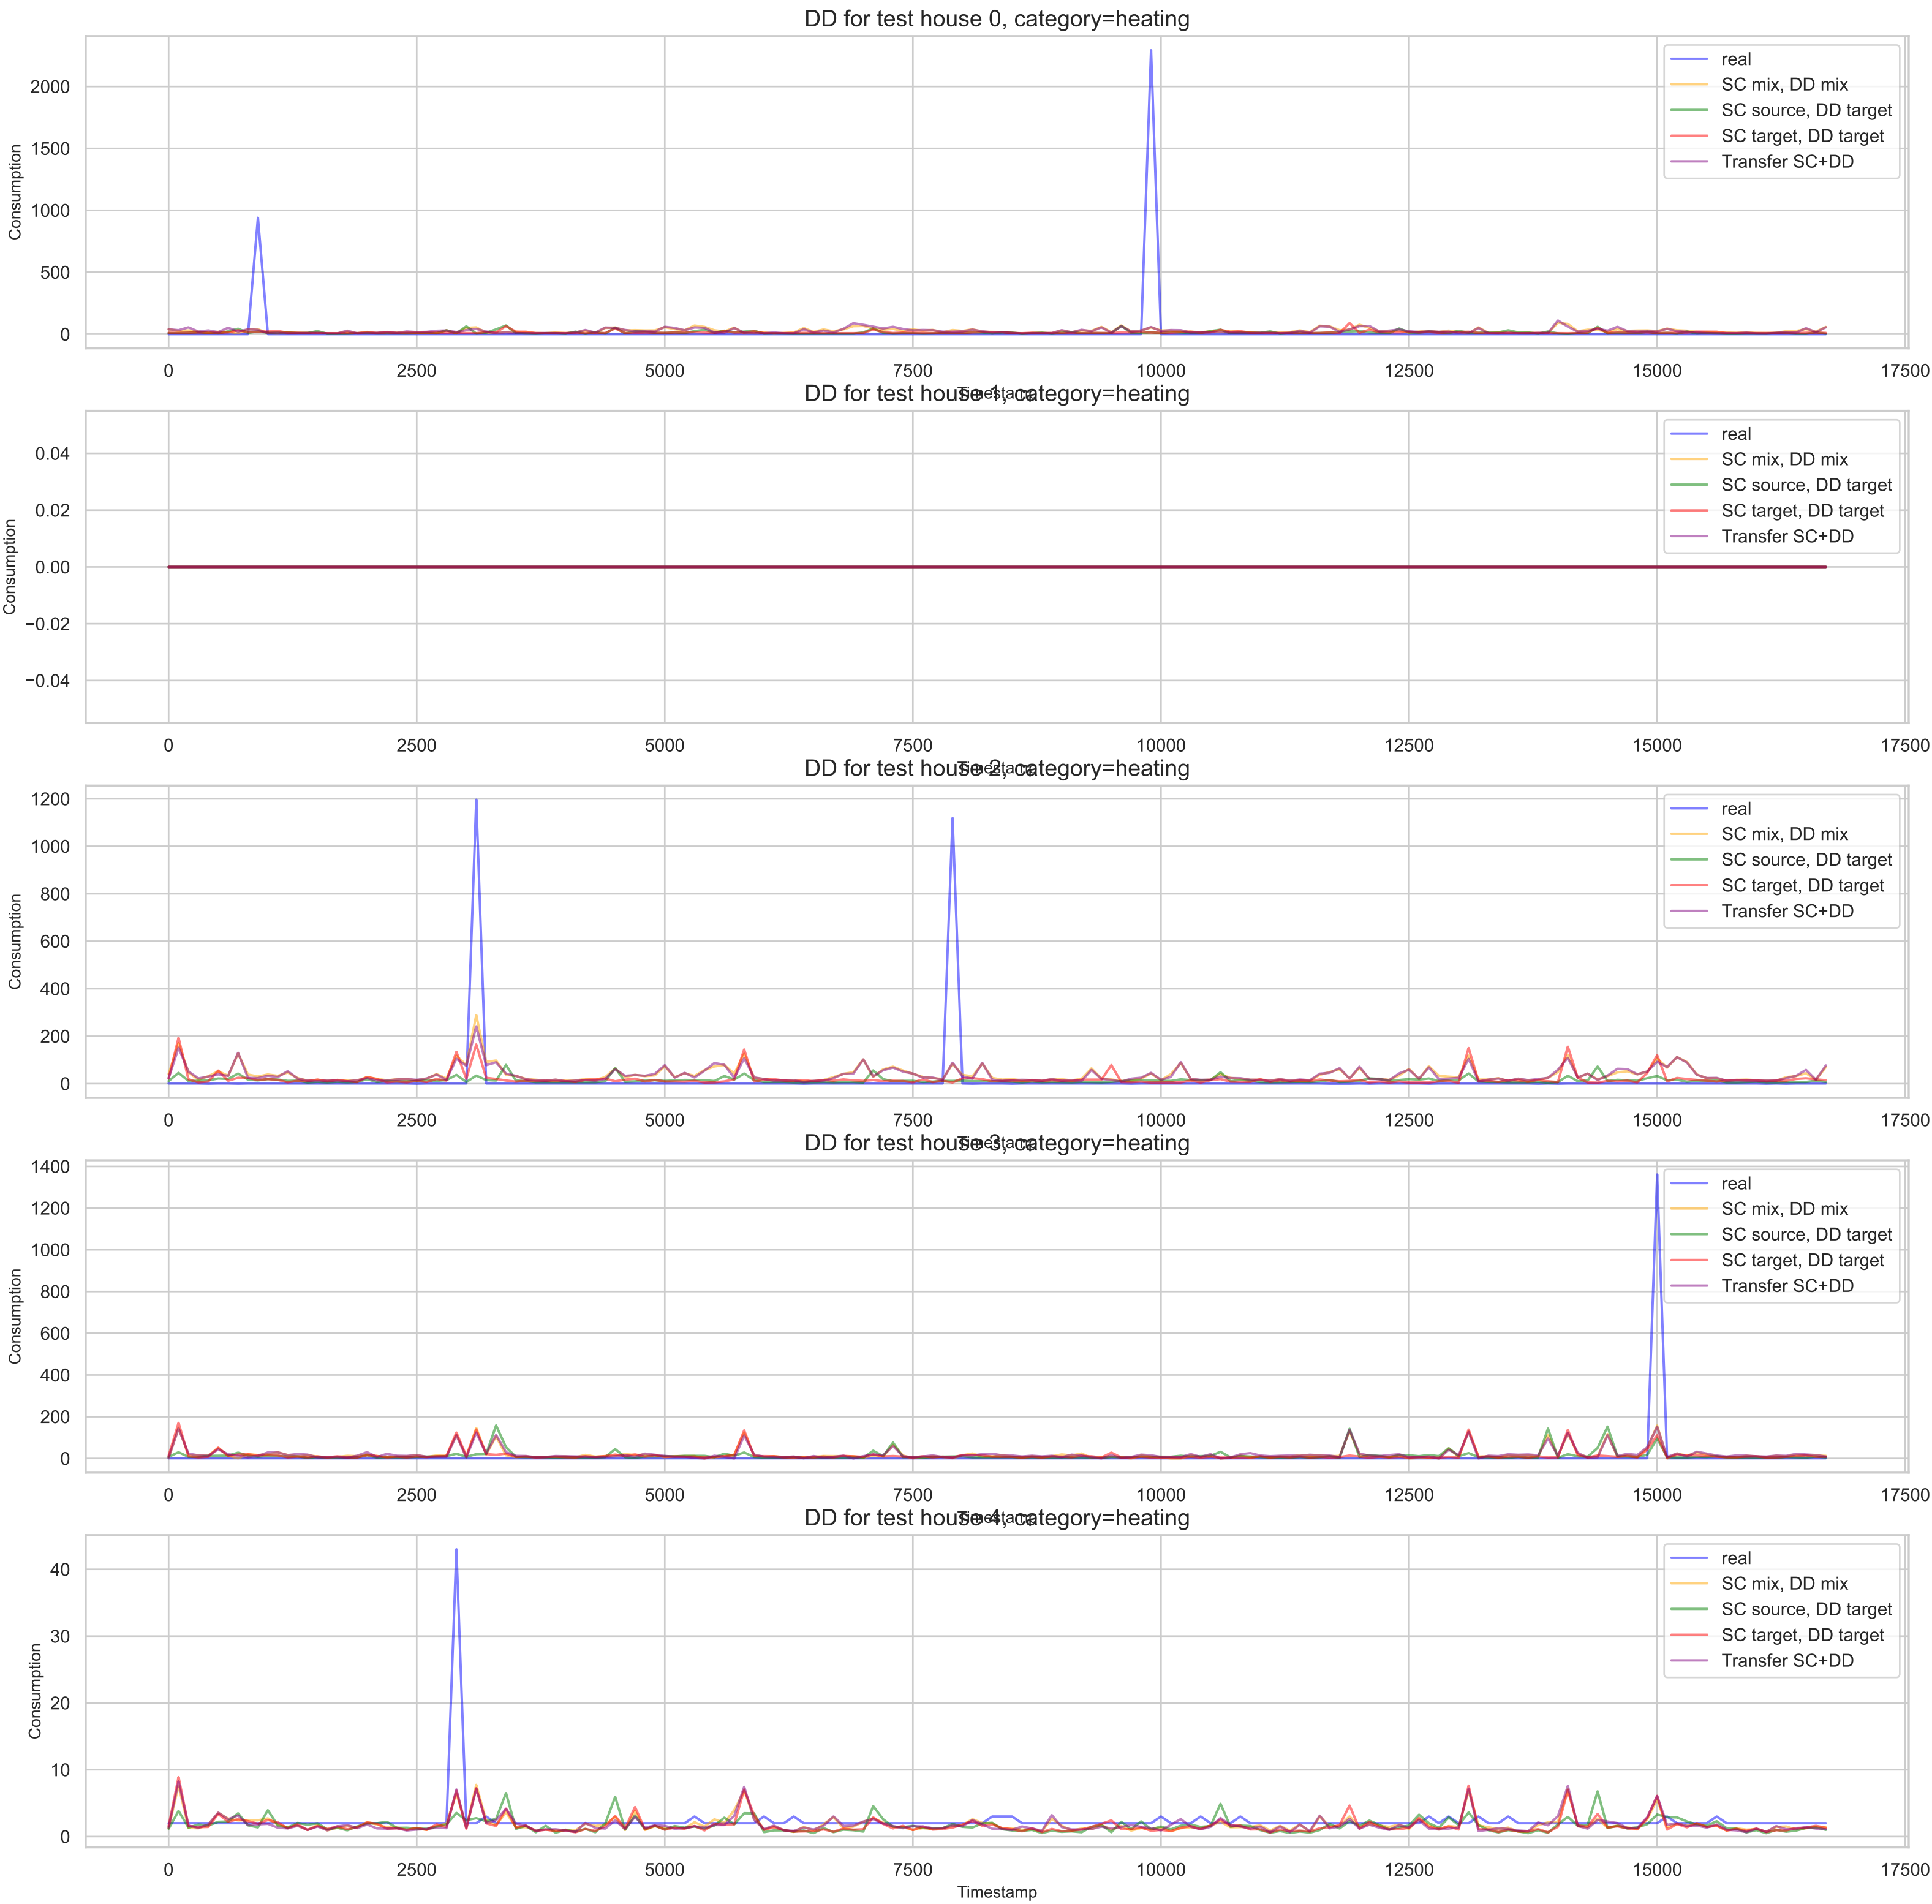 DD for test house 0, category=heating
Consumption
2000
1500
1000
500
0
real
SC mix, DD mix
SC source, DD target
SC target, DD target
Transfer SC+DD
0 2500 5000 7500 10000 12500 15000 17500
Timestamp
DD for test house 1, category=heating
Consumption
0.04
0.02
0.00
−0.02
−0.04
real
SC mix, DD mix
SC source, DD target
SC target, DD target
Transfer SC+DD
0 2500 5000 7500 10000 12500 15000 17500
Timestamp
DD for test house 2, category=heating
Consumption
1200
1000
800
600
400
200
0
real
SC mix, DD mix
SC source, DD target
SC target, DD target
Transfer SC+DD
0 2500 5000 7500 10000 12500 15000 17500
Timestamp
DD for test house 3, category=heating
Consumption
1400
1200
1000
800
600
400
200
0
real
SC mix, DD mix
SC source, DD target
SC target, DD target
Transfer SC+DD
0 2500 5000 7500 10000 12500 15000 17500
Timestamp
DD for test house 4, category=heating
Consumption
40
30
20
10
0
real
SC mix, DD mix
SC source, DD target
SC target, DD target
Transfer SC+DD
0 2500 5000 7500 10000 12500 15000 17500
Timestamp